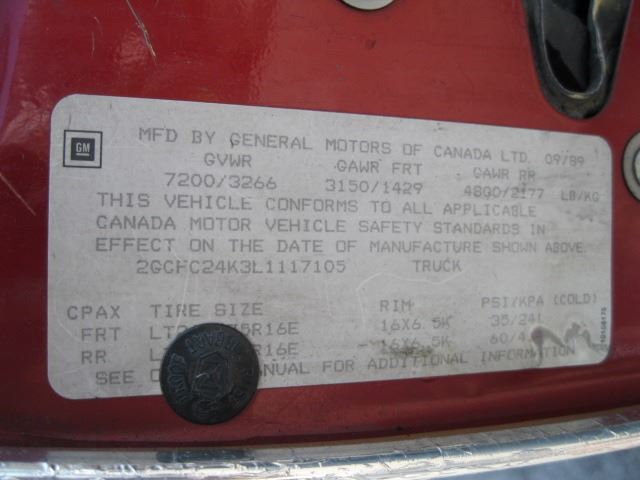 GM
MFD BY GENERAL MOTORS OF CANADA LTD. 09/89
GVWR GAWR FRT GAWR RR
7200/3266 3150/1429 4800/2177 LB/KG
THIS VEHICLE CONFORMS TO ALL APPLICABLE
CANADA MOTOR VEHICLE SAFETY STANDARDS IN
EFFECT ON THE DATE OF MANUFACTURE SHOWN ABOVE.
2GCFC24K3L1117105 TRUCK
CPAX TIRE SIZE RIM PSI/KPA (COLD)
FRT 16X6.5K 35/241
RR 16X6.5K
SEE MANUAL FOR ADDITIONAL INFORMATION